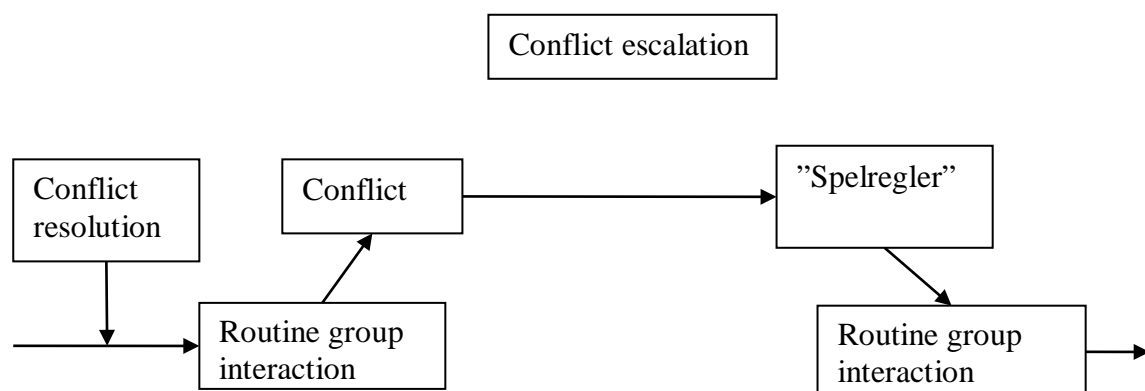 Conflict escalation
Conflict
resolution
Conflict
”Spelregler”
Routine group
interaction
Routine group
interaction